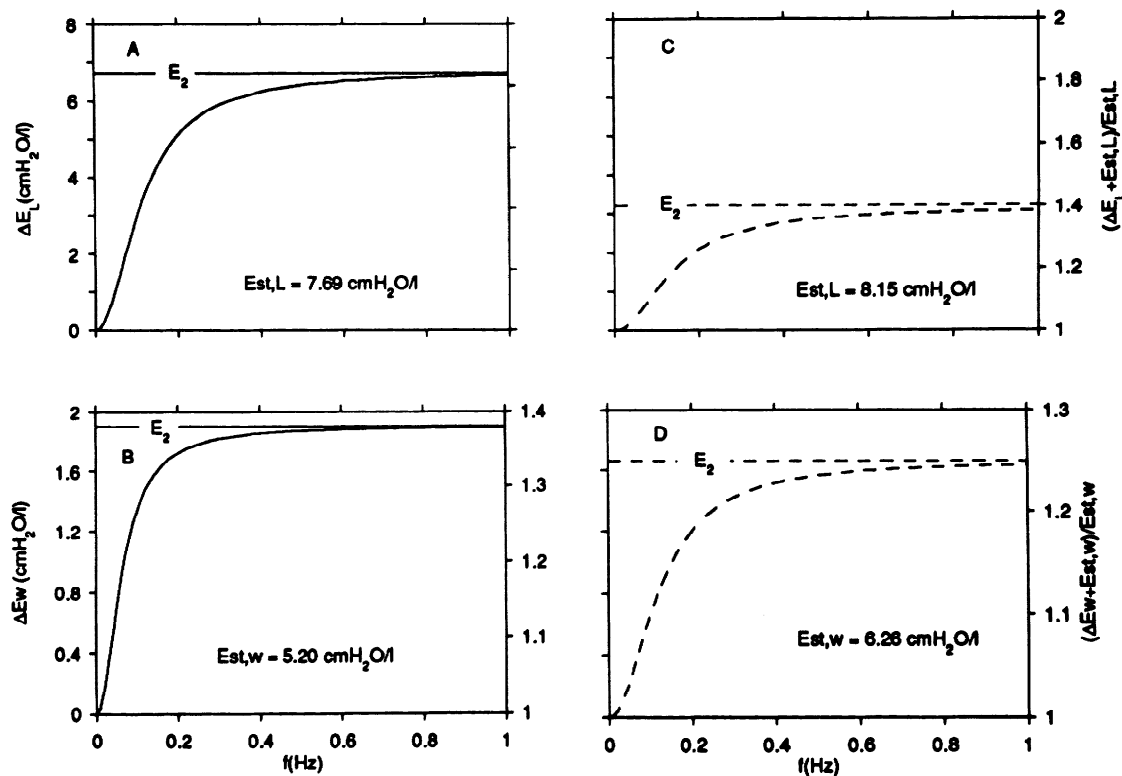 8
6
4
2
0
ΔE_L (cmH₂O/l)
A
E₂
Est,L = 7.69 cmH₂O/l
2
1.8
1.6
1.4
1.2
1
(ΔE_L+Est,L)/Est,L
C
E₂
Est,L = 8.15 cmH₂O/l
2
1.6
1.2
0.8
0.4
0
ΔEw (cmH₂O/l)
E₂
B
Est,w = 5.20 cmH₂O/l
1.4
1.3
1.2
1.1
1
0 0.2 0.4 0.6 0.8 1
f(Hz)
D
E₂
Est,w = 6.26 cmH₂O/l
1.3
1.2
1.1
1
(ΔEw+Est,w)/Est,w
0 0.2 0.4 0.6 0.8 1
f(Hz)